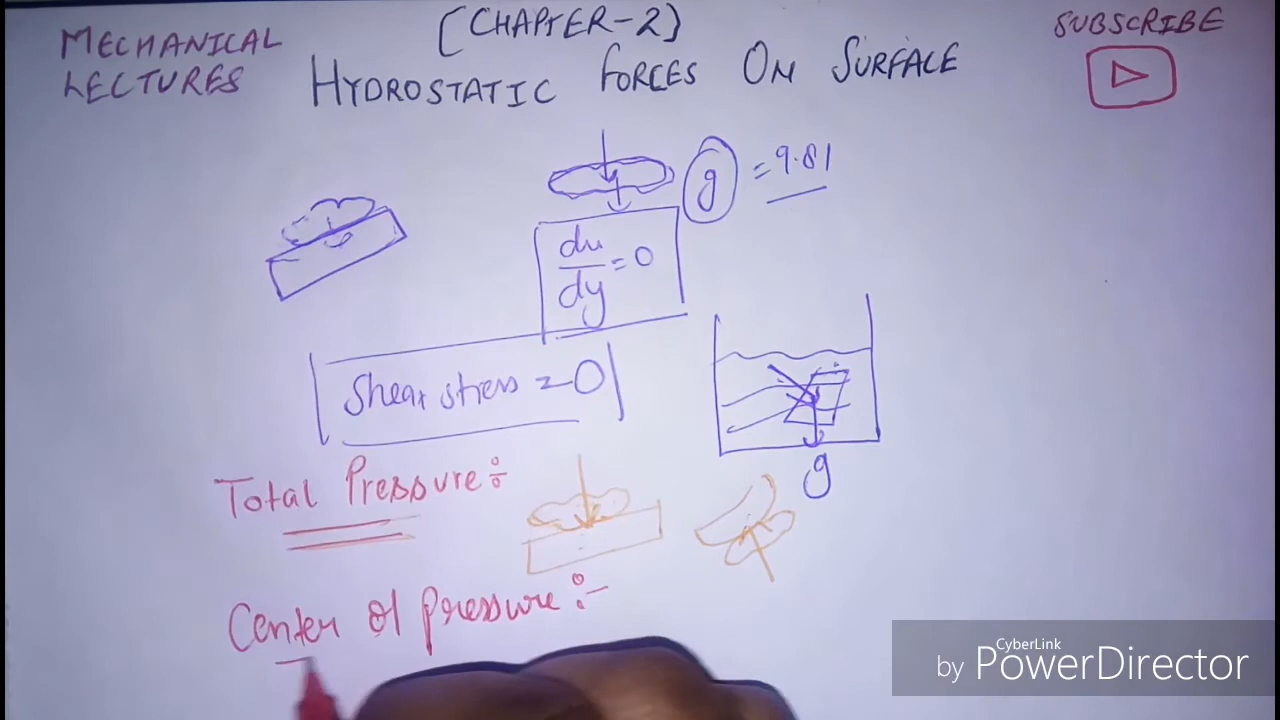 [CHAPTER-2]
MECHANICAL
LECTURES
HYDROSTATIC FORCES ON SURFACE
SUBSCRIBE
g = 9.81
du/dy = 0
Shear stress = 0
g
Total Pressure:
Center of Pressure :-
CyberLink
by PowerDirector